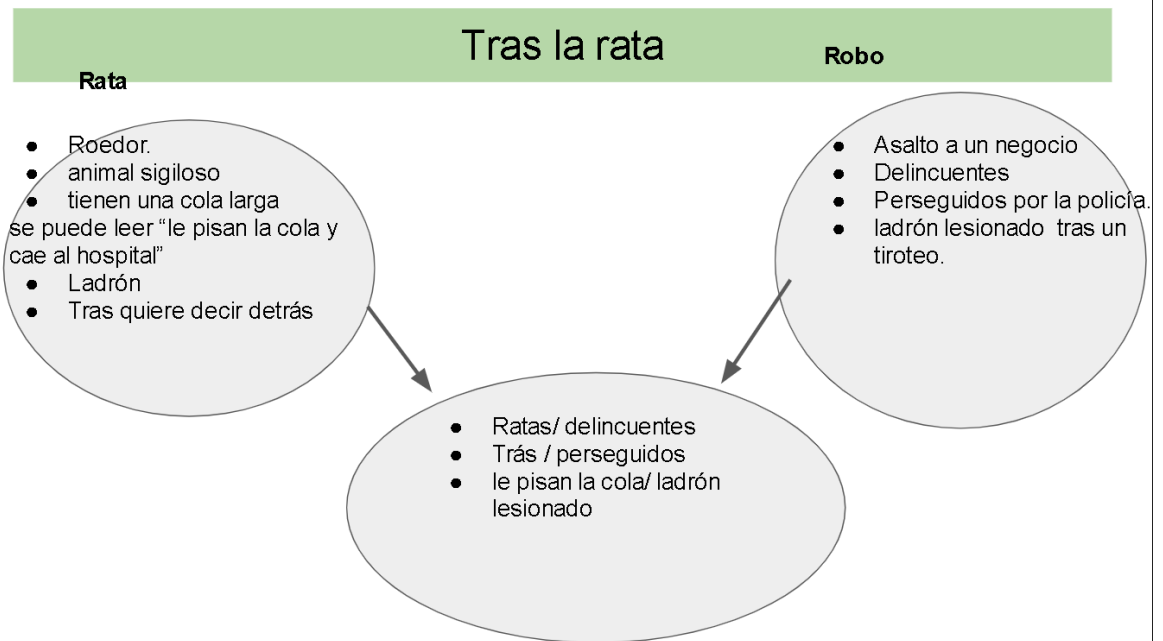 Tras la rata
Rata
Robo
● Roedor.
● animal sigiloso
● tienen una cola larga
se puede leer “le pisan la cola y
cae al hospital”
● Ladrón
● Tras quiere decir detrás
● Asalto a un negocio
● Delincuentes
● Perseguidos por la policía.
● ladrón lesionado tras un
tiroteo.
● Ratas/ delincuentes
● Trás / perseguidos
● le pisan la cola/ ladrón
lesionado